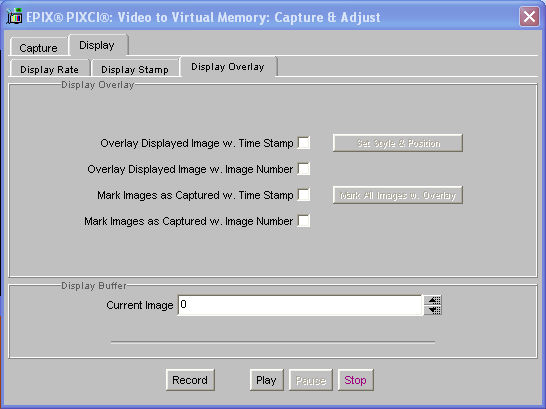 EPIX® PIXCI®: Video to Virtual Memory: Capture & Adjust
Capture Display
Display Rate Display Stamp Display Overlay
Display Overlay
Overlay Displayed Image w. Time Stamp Set Style & Position
Overlay Displayed Image w. Image Number
Mark Images as Captured w. Time Stamp Mark All Images w. Overlay
Mark Images as Captured w. Image Number
Display Buffer
Current Image 0
Record Play Pause Stop